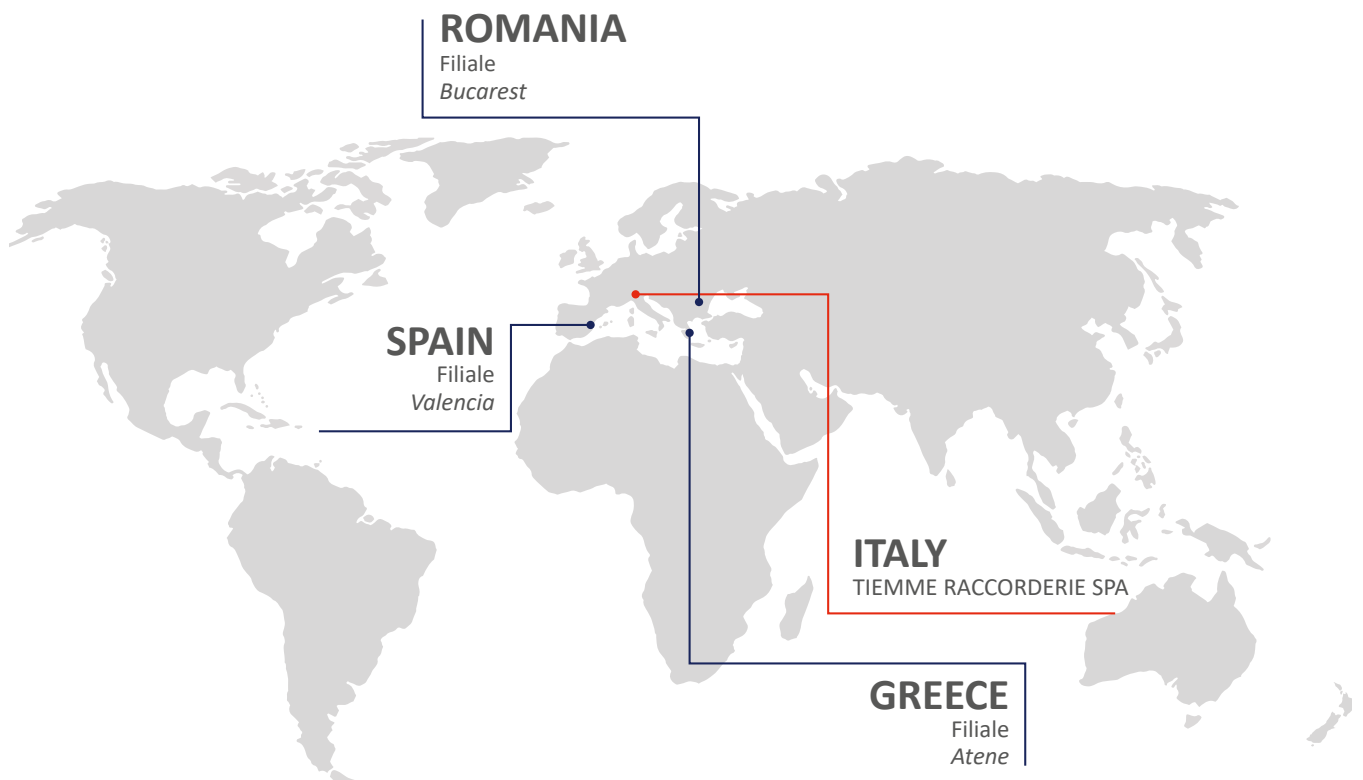 ROMANIA
Filiale
Bucarest
SPAIN
Filiale
Valencia
ITALY
TIEMME RACCORDERIE SPA
GREECE
Filiale
Atene